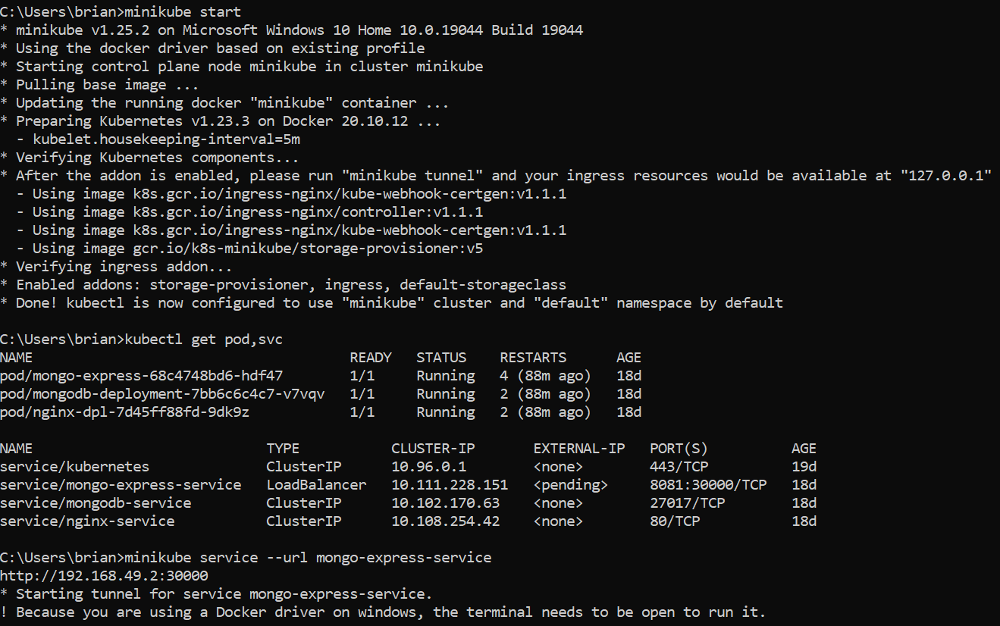 C:\Users\brian>minikube start
* minikube v1.25.2 on Microsoft Windows 10 Home 10.0.19044 Build 19044
* Using the docker driver based on existing profile
* Starting control plane node minikube in cluster minikube
* Pulling base image ...
* Updating the running docker "minikube" container ...
* Preparing Kubernetes v1.23.3 on Docker 20.10.12 ...
  - kubelet.housekeeping-interval=5m
* Verifying Kubernetes components...
* After the addon is enabled, please run "minikube tunnel" and your ingress resources would be available at "127.0.0.1"
  - Using image k8s.gcr.io/ingress-nginx/kube-webhook-certgen:v1.1.1
  - Using image k8s.gcr.io/ingress-nginx/controller:v1.1.1
  - Using image k8s.gcr.io/ingress-nginx/kube-webhook-certgen:v1.1.1
  - Using image gcr.io/k8s-minikube/storage-provisioner:v5
* Verifying ingress addon...
* Enabled addons: storage-provisioner, ingress, default-storageclass
* Done! kubectl is now configured to use "minikube" cluster and "default" namespace by default
C:\Users\brian>kubectl get pod,svc
NAME                                      READY   STATUS    RESTARTS      AGE
pod/mongo-express-68c4748bd6-hdf47        1/1     Running   4 (88m ago)   18d
pod/mongodb-deployment-7bb6c6c4c7-v7vqv   1/1     Running   2 (88m ago)   18d
pod/nginx-dpl-7d45ff88fd-9dk9z            1/1     Running   2 (88m ago)   18d
NAME                            TYPE           CLUSTER-IP       EXTERNAL-IP   PORT(S)          AGE
service/kubernetes              ClusterIP      10.96.0.1        <none>        443/TCP          19d
service/mongo-express-service   LoadBalancer   10.111.228.151   <pending>     8081:30000/TCP   18d
service/mongodb-service         ClusterIP      10.102.170.63    <none>        27017/TCP        18d
service/nginx-service           ClusterIP      10.108.254.42    <none>        80/TCP           18d
C:\Users\brian>minikube service --url mongo-express-service
http://192.168.49.2:30000
* Starting tunnel for service mongo-express-service.
! Because you are using a Docker driver on windows, the terminal needs to be open to run it.